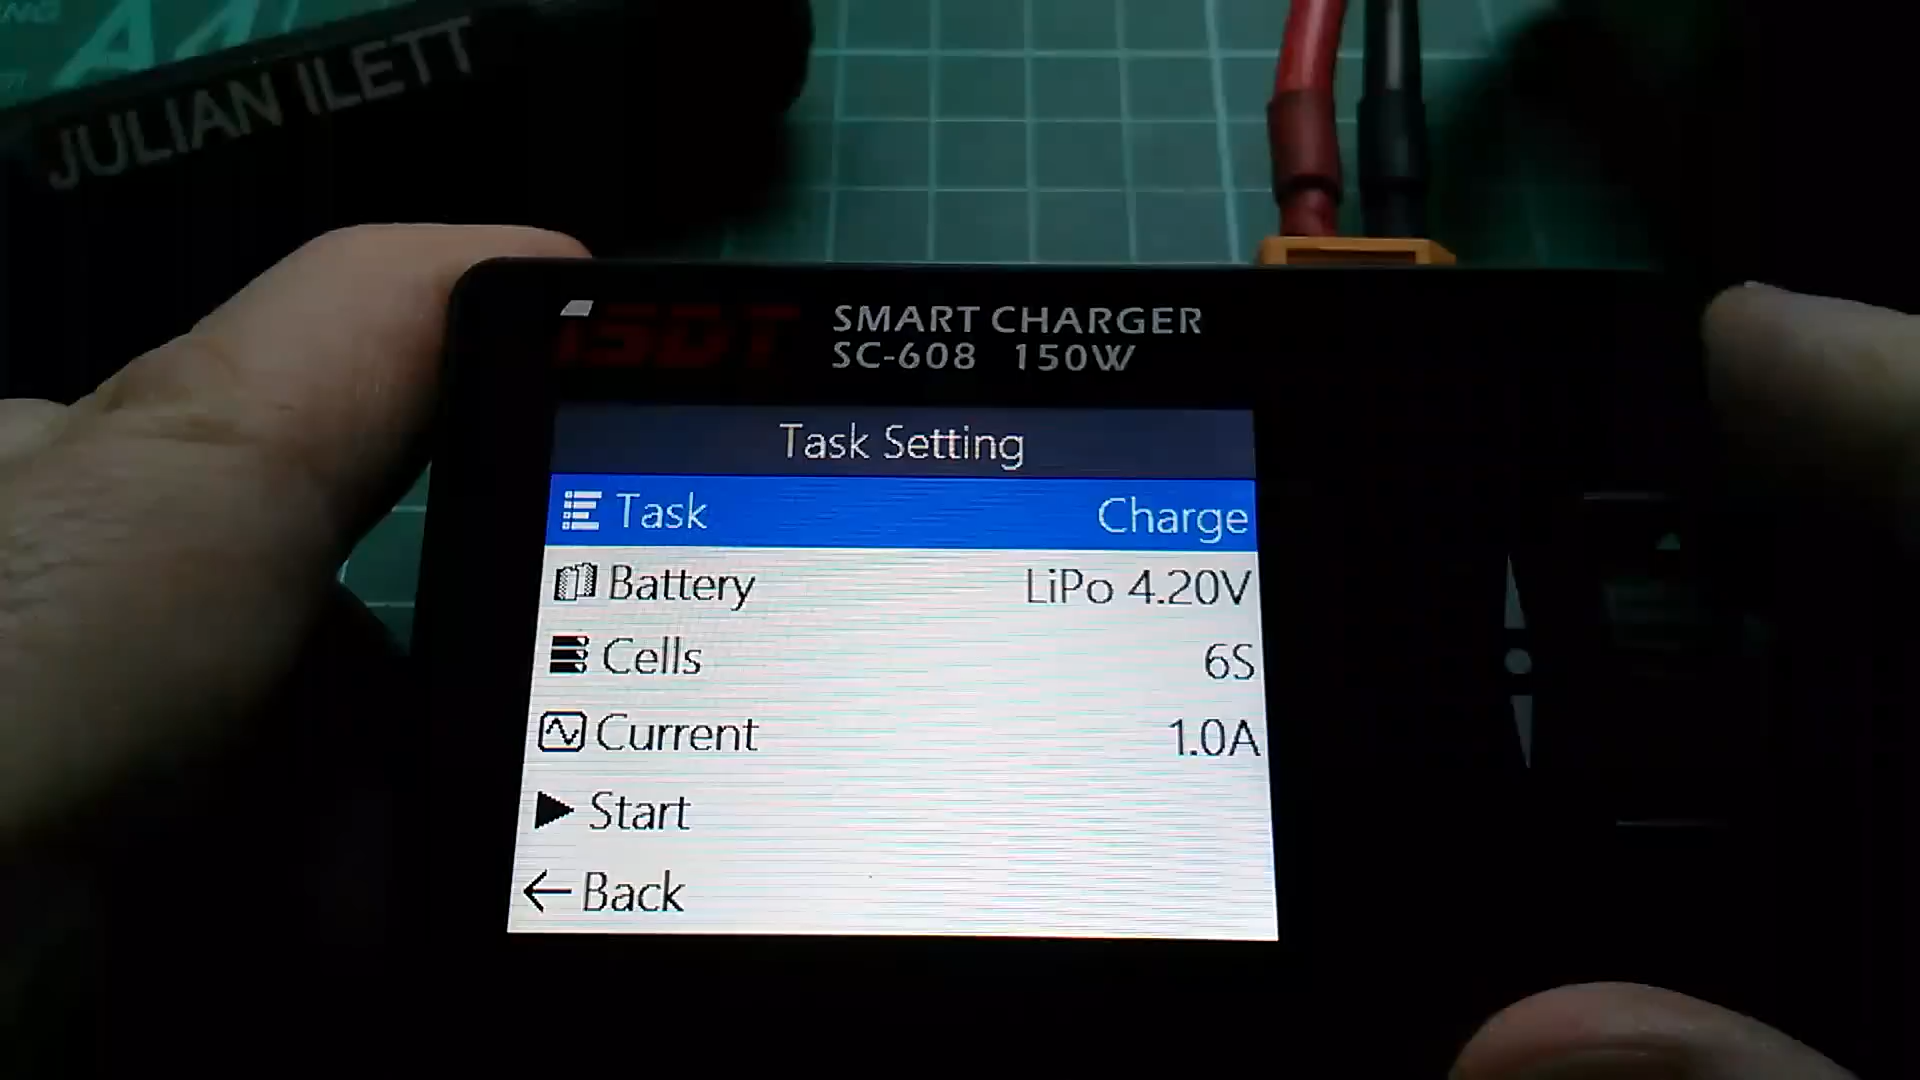 A4
JULIAN ILETT
iSDT
SMART CHARGER
SC-608 150W
Task Setting
Task Charge
Battery LiPo 4.20V
Cells 6S
Current 1.0A
Start
Back